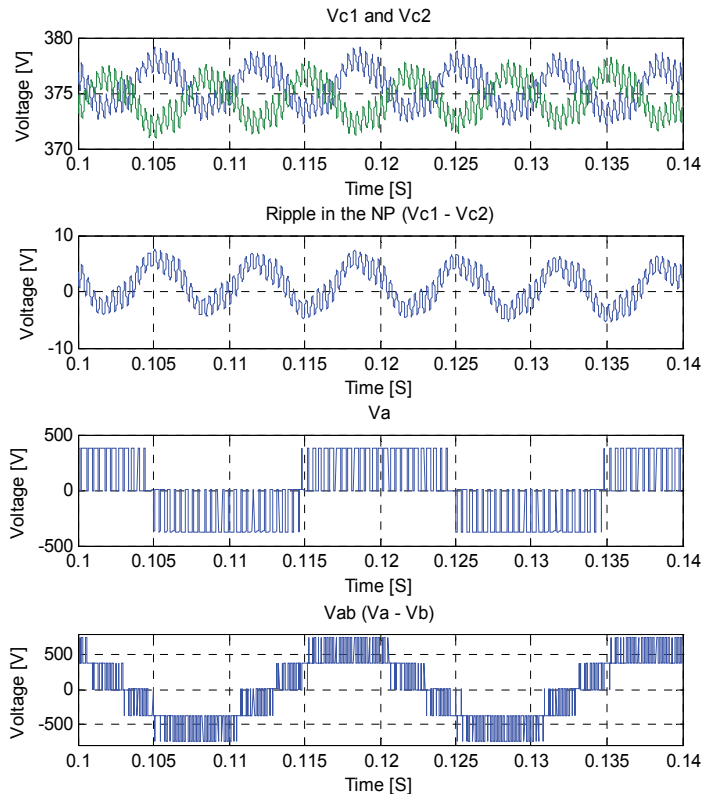 Vc1 and Vc2
380
375
370
Voltage [V]
0.1 0.105 0.11 0.115 0.12 0.125 0.13 0.135 0.14
Time [S]
Ripple in the NP (Vc1 - Vc2)
10
0
-10
Voltage [V]
0.1 0.105 0.11 0.115 0.12 0.125 0.13 0.135 0.14
Time [S]
Va
500
0
-500
Voltage [V]
0.1 0.105 0.11 0.115 0.12 0.125 0.13 0.135 0.14
Time [S]
Vab (Va - Vb)
500
0
-500
Voltage [V]
0.1 0.105 0.11 0.115 0.12 0.125 0.13 0.135 0.14
Time [S]